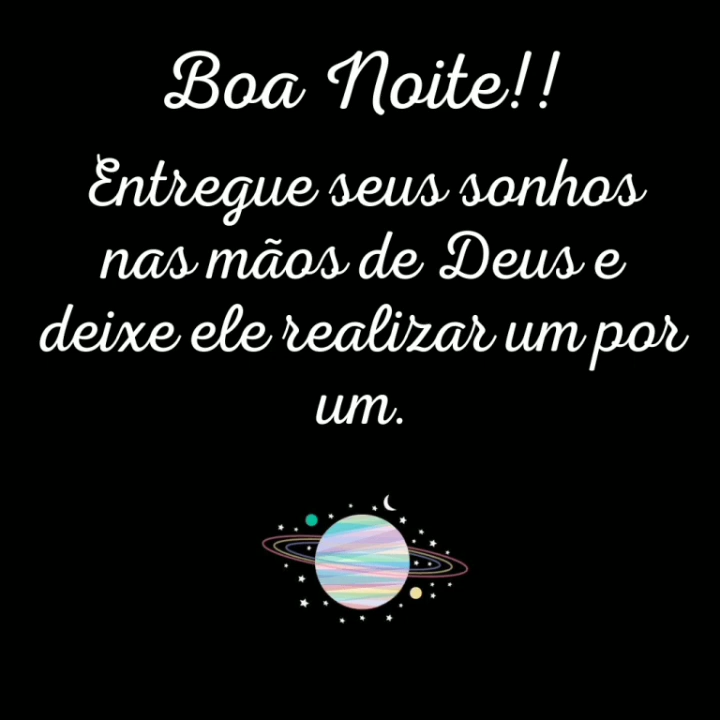 Boa Noite!!
Entregue seus sonhos
nas mãos de Deus e
deixe ele realizar um por
um.